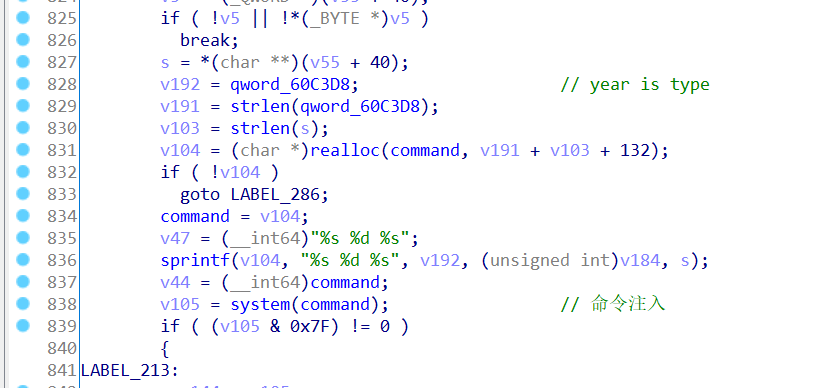 825 if ( !v5 || !*(_BYTE *)v5 )
826 break;
827 s = *(char **)(v55 + 40);
828 v192 = qword_60C3D8; // year is type
829 v191 = strlen(qword_60C3D8);
830 v103 = strlen(s);
831 v104 = (char *)realloc(command, v191 + v103 + 132);
832 if ( !v104 )
833 goto LABEL_286;
834 command = v104;
835 v47 = (__int64)"%s %d %s";
836 sprintf(v104, "%s %d %s", v192, (unsigned int)v184, s);
837 v44 = (__int64)command;
838 v105 = system(command); // 命令注入
839 if ( (v105 & 0x7F) != 0 )
840 {
841 LABEL_213: